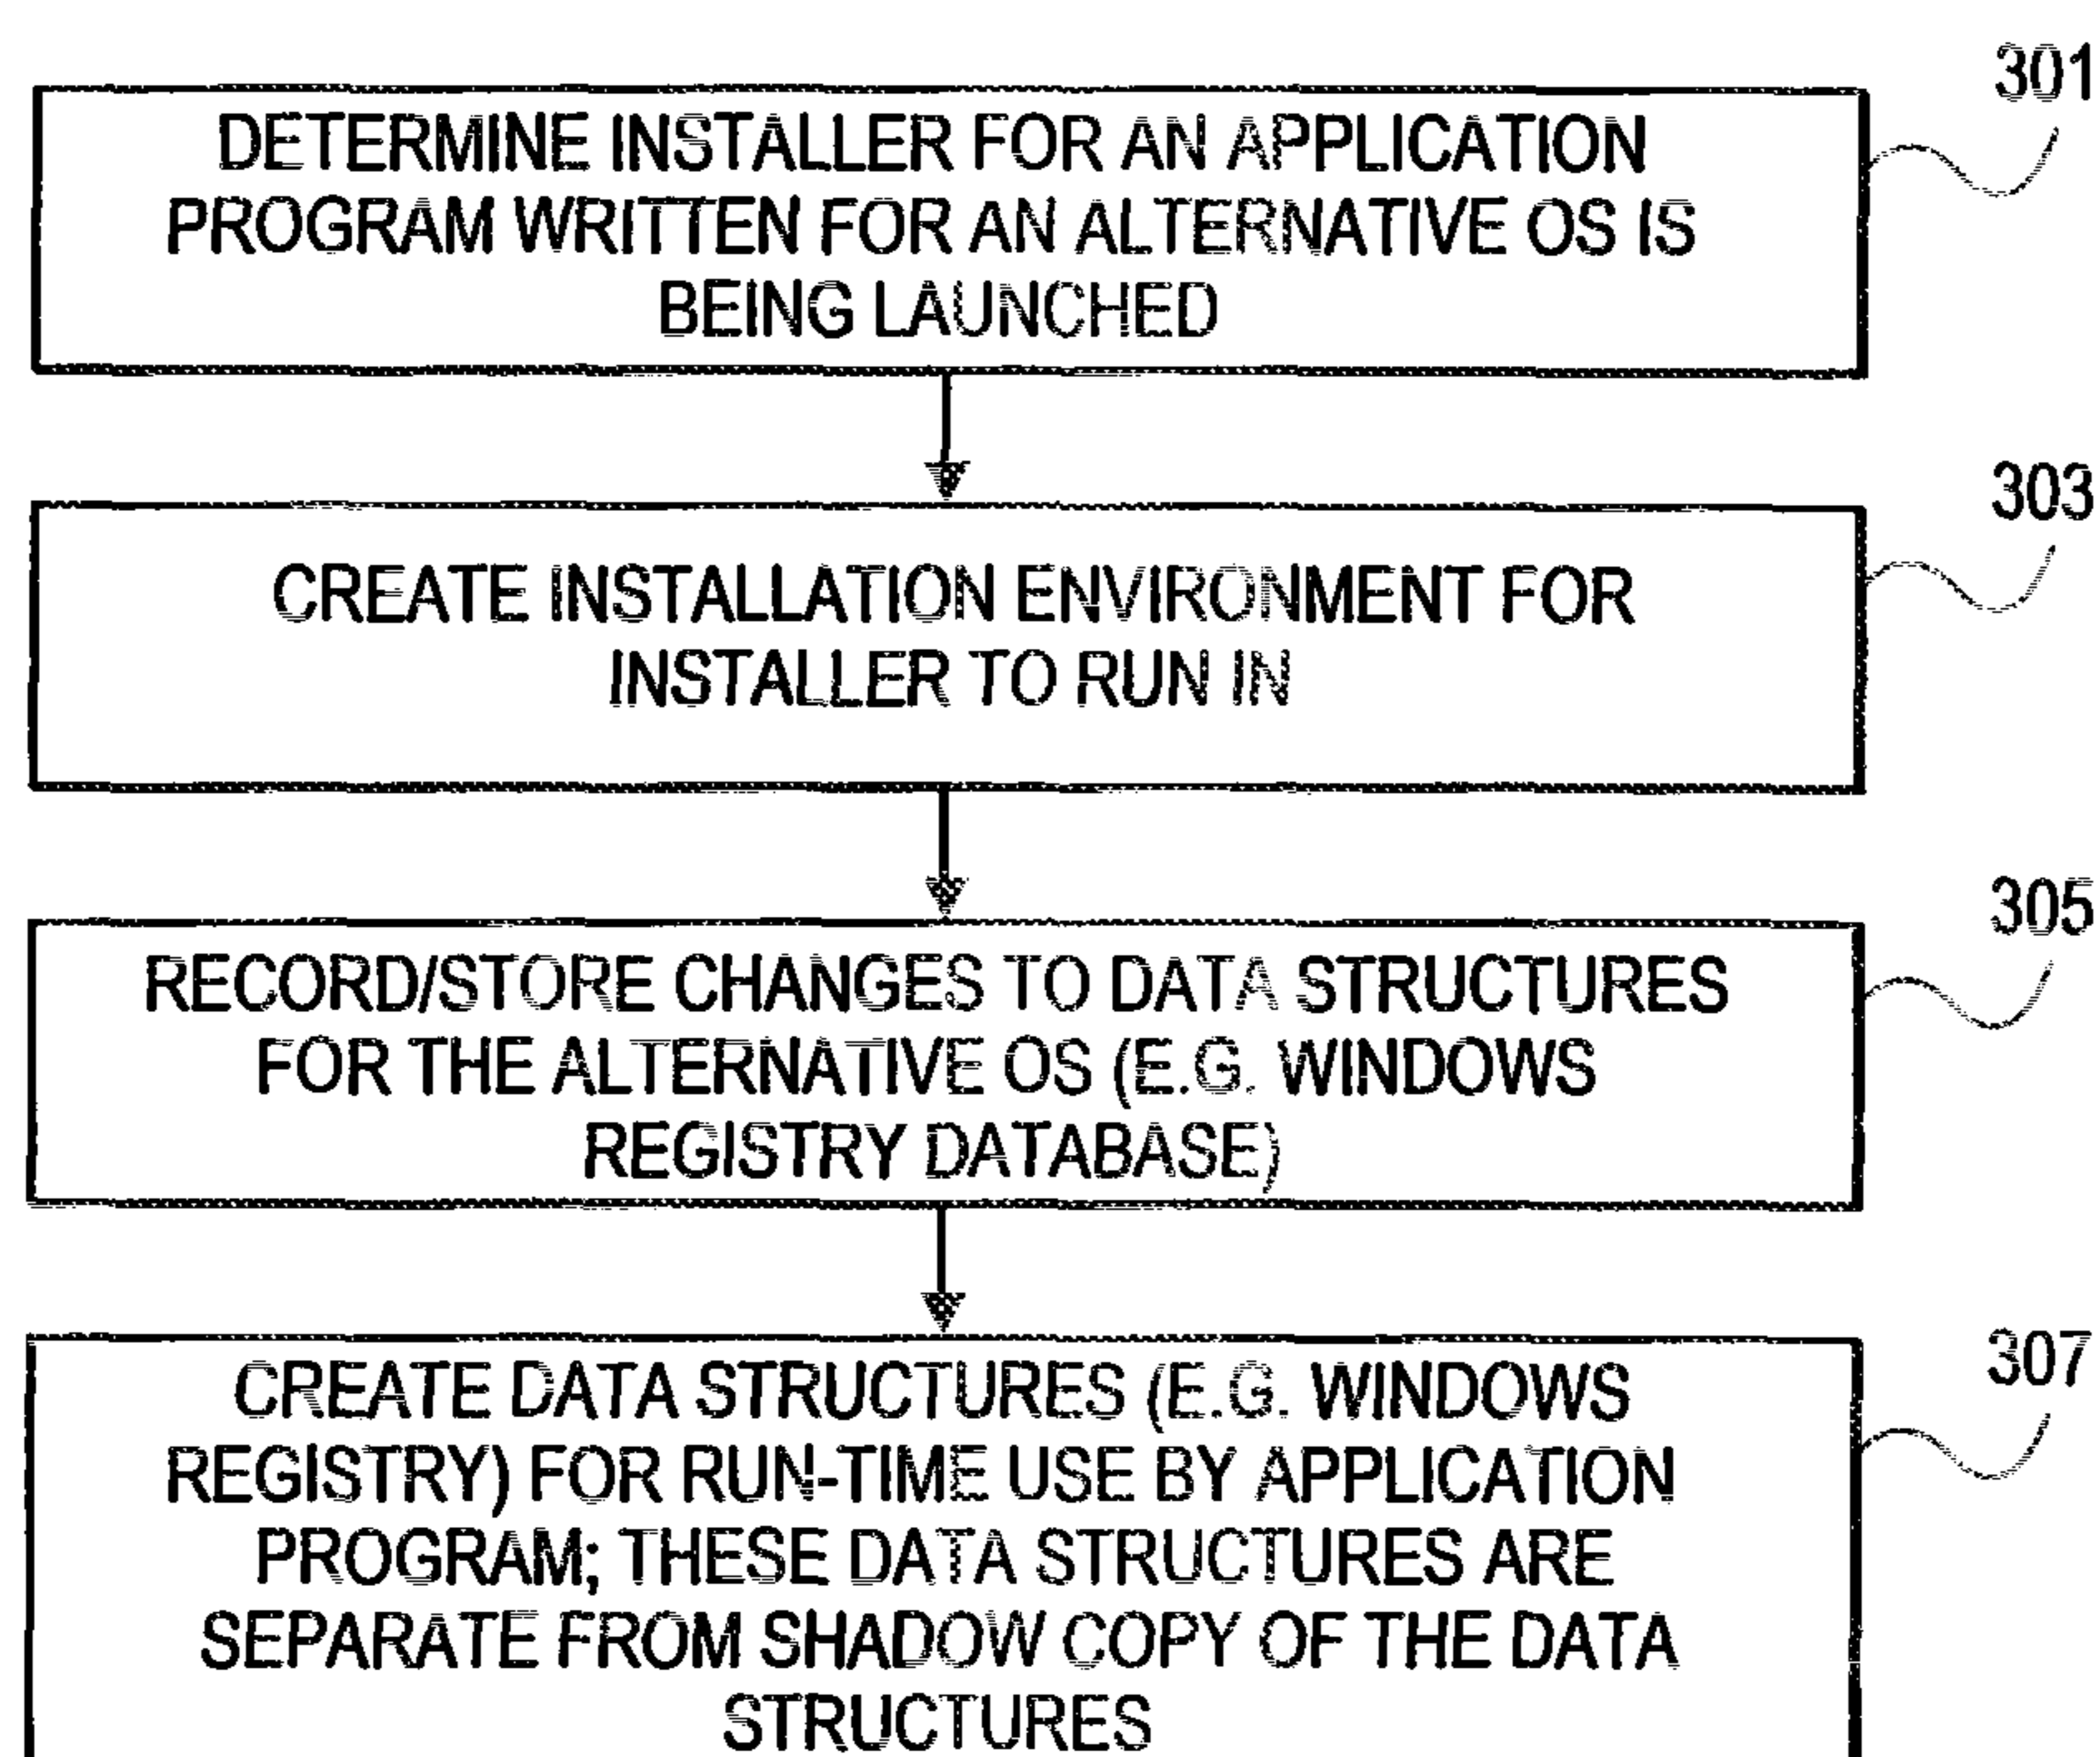 301
DETERMINE INSTALLER FOR AN APPLICATION
PROGRAM WRITTEN FOR AN ALTERNATIVE OS IS
BEING LAUNCHED
303
CREATE INSTALLATION ENVIRONMENT FOR
INSTALLER TO RUN IN
305
RECORD/STORE CHANGES TO DATA STRUCTURES
FOR THE ALTERNATIVE OS (E.G. WINDOWS
REGISTRY DATABASE)
307
CREATE DATA STRUCTURES (E.G. WINDOWS
REGISTRY) FOR RUN-TIME USE BY APPLICATION
PROGRAM; THESE DATA STRUCTURES ARE
SEPARATE FROM SHADOW COPY OF THE DATA
STRUCTURES